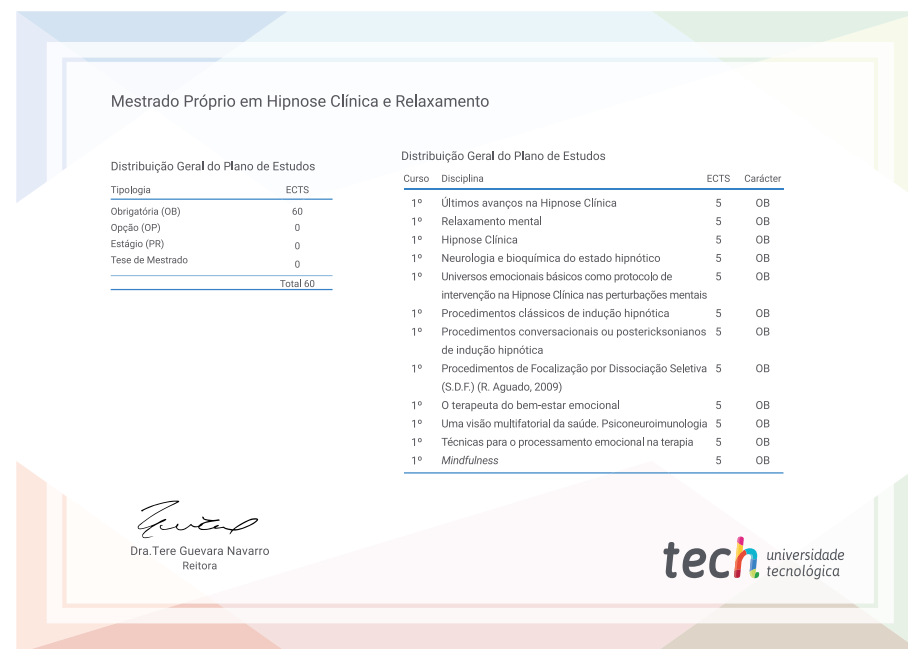 Mestrado Próprio em Hipnose Clínica e Relaxamento
Distribuição Geral do Plano de Estudos
Tipologia ECTS
Obrigatória (OB) 60
Opção (OP) 0
Estágio (PR) 0
Tese de Mestrado 0
Total 60
Distribuição Geral do Plano de Estudos
Curso Disciplina ECTS Carácter
1º Últimos avanços na Hipnose Clínica 5 OB
1º Relaxamento mental 5 OB
1º Hipnose Clínica 5 OB
1º Neurologia e bioquímica do estado hipnótico 5 OB
1º Universos emocionais básicos como protocolo de 5 OB
intervenção na Hipnose Clínica nas perturbações mentais
1º Procedimentos clássicos de indução hipnótica 5 OB
1º Procedimentos conversacionais ou postericksonianos 5 OB
de indução hipnótica
1º Procedimentos de Focalização por Dissociação Seletiva 5 OB
(S.D.F.) (R. Aguado, 2009)
1º O terapeuta do bem-estar emocional 5 OB
1º Uma visão multifatorial da saúde. Psiconeuroimunologia 5 OB
1º Técnicas para o processamento emocional na terapia 5 OB
1º Mindfulness 5 OB
Dra.Tere Guevara Navarro
Reitora
tech universidade
tecnológica